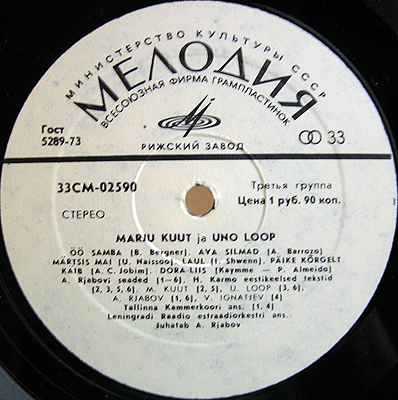 МИНИСТЕРСТВО КУЛЬТУРЫ СССР
МЕЛОДИЯ
ВСЕСОЮЗНАЯ ФИРМА ГРАМПЛАСТИНОК
Гост
5289-73
33
РИЖСКИЙ ЗАВОД
33СМ-02590
Третья группа
Цена 1 руб. 90 коп.
СТЕРЕО
MARJU KUUT ja UNO LOOP
ÖÖ SAMBA [B. Bergner]. AVA SILMAD [A. Barrozo]
MÄRTSIS MAI [U. Naissoo]. LAUL [I. Shween]. PÄIKE KÕRGELT
KÄIB [A. C. Jobim]. DORA-LIIS [Kaymme — P. Almeido]
A. Rjabovi seaded [1—6]. H. Karmo eestikeelsed tekstid
[2, 3, 5, 6]. M. KUUT [2, 5], U. LOOP [3, 6],
A. RJABOV [1, 6], V. IGNATJEV [4]
Tallinna Kammerkoori ans. [1, 4]
Leningradi Raadio estraadiorkestri ans.
Juhatab A. Rjabov